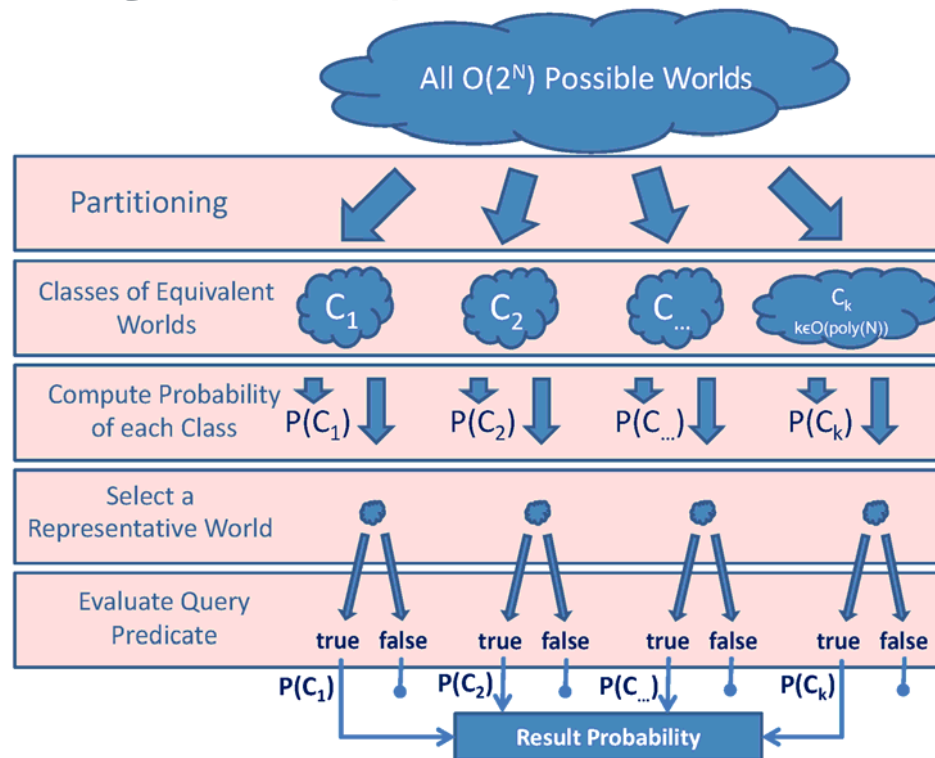 All O(2ᴺ) Possible Worlds
Partitioning
Classes of Equivalent
Worlds
C₁
C₂
C...
Cₖ
kϵO(poly(N))
Compute Probability
of each Class
P(C₁)
P(C₂)
P(C...)
P(Cₖ)
Select a
Representative World
Evaluate Query
Predicate
true false
true false
true false
true false
P(C₁)
P(C₂)
P(C...)
P(Cₖ)
Result Probability